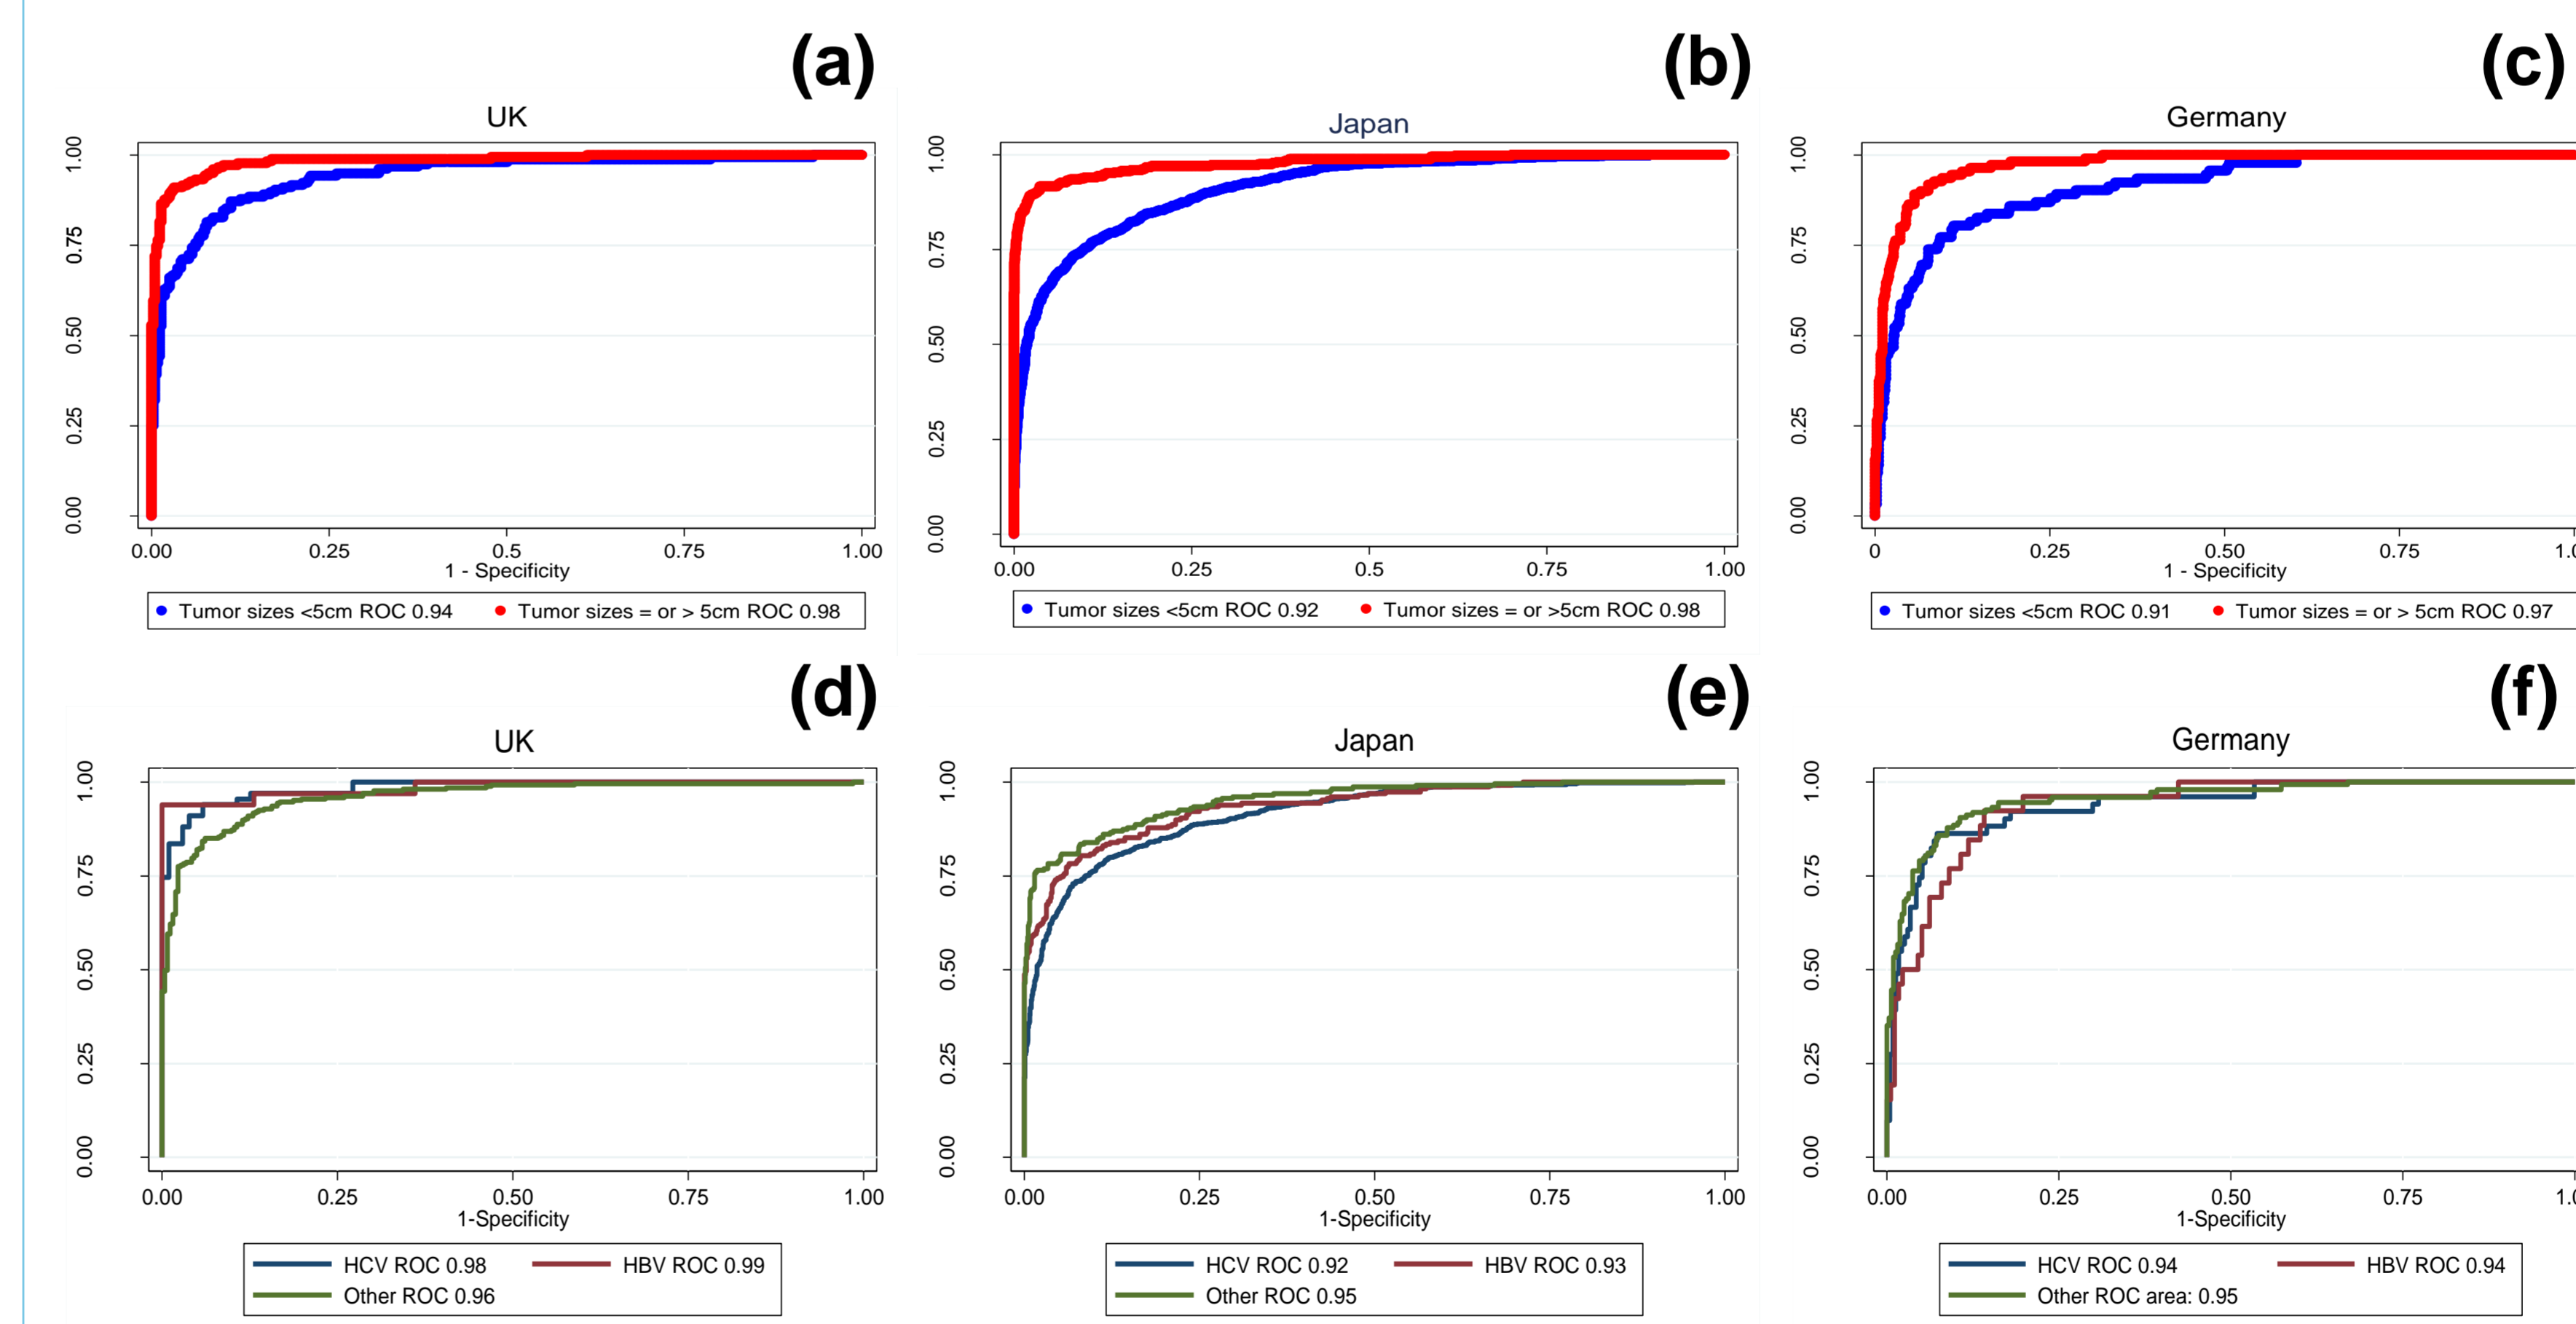 (a)
UK
1.00
0.75
0.50
0.25
0.00
0.00 0.25 0.5 0.75 1.00
1 - Specificity
Tumor sizes <5cm ROC 0.94 Tumor sizes = or > 5cm ROC 0.98
(b)
Japan
1.00
0.75
0.50
0.25
0.00
0.00 0.25 0.5 0.75 1.00
Tumor sizes <5cm ROC 0.92 Tumor sizes = or >5cm ROC 0.98
(c)
Germany
1.00
0.75
0.50
0.25
0.00
0 0.25 0.50 0.75
1 - Specificity
Tumor sizes <5cm ROC 0.91 Tumor sizes = or > 5cm ROC 0.97
(d)
UK
1.00
0.75
0.50
0.25
0.00
0.00 0.25 0.50 0.75 1.00
1-Specificity
HCV ROC 0.98 HBV ROC 0.99
Other ROC 0.96
(e)
Japan
1.00
0.75
0.50
0.25
0.00
0.00 0.25 0.50 0.75 1.00
1-Specificity
HCV ROC 0.92 HBV ROC 0.93
Other ROC 0.95
(f)
Germany
1.00
0.75
0.50
0.25
0.00
0.00 0.25 0.50 0.75
1-Specificity
HCV ROC 0.94 HBV ROC 0.94
Other ROC area: 0.95